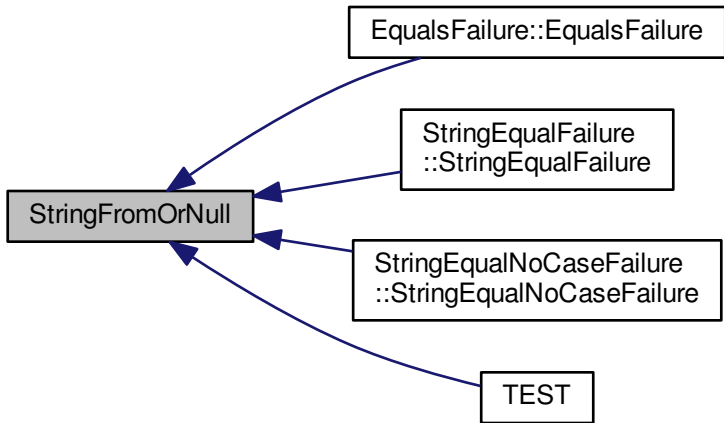 EqualsFailure::EqualsFailure
StringEqualFailure
::StringEqualFailure
StringFromOrNull
StringEqualNoCaseFailure
::StringEqualNoCaseFailure
TEST